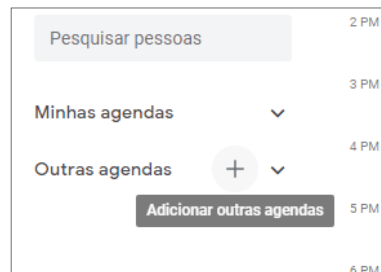 Pesquisar pessoas
2 PM
3 PM
Minhas agendas
4 PM
Outras agendas
Adicionar outras agendas
5 PM
6 PM